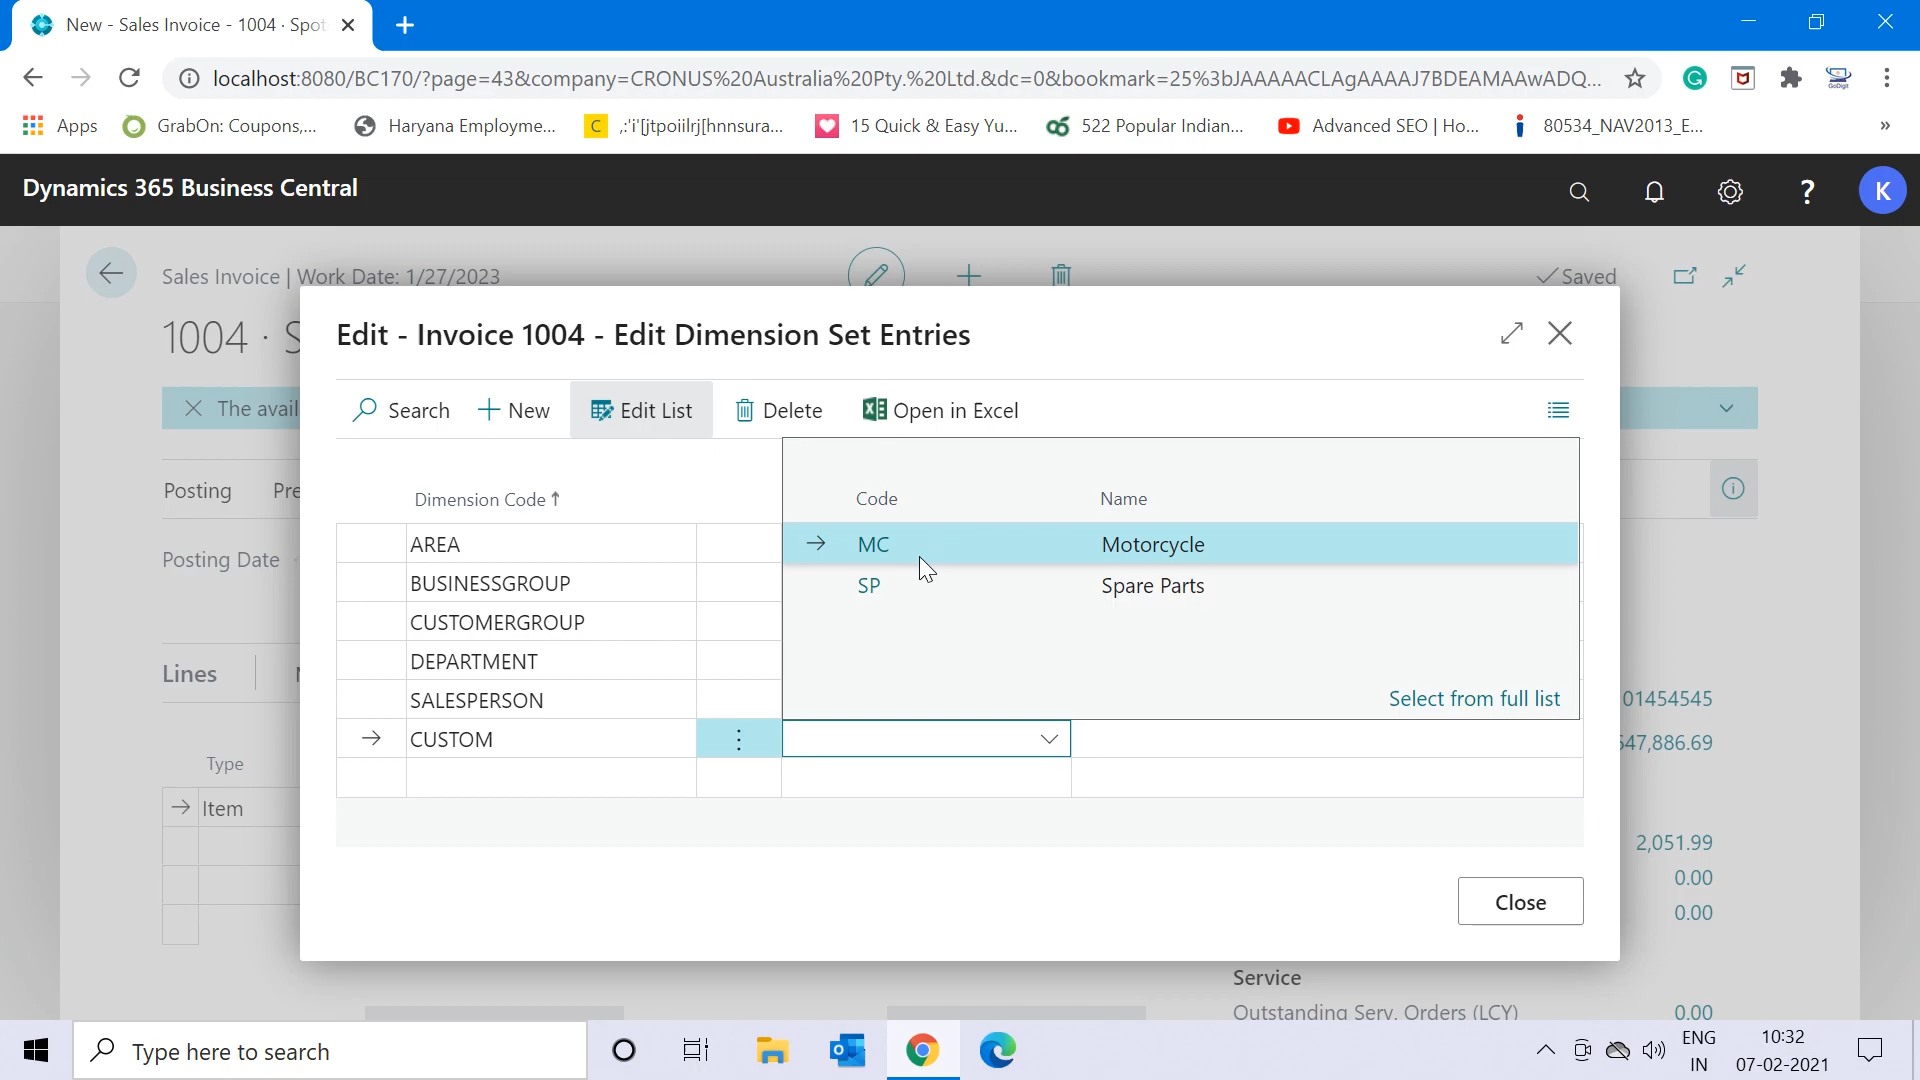 New - Sales Invoice - 1004 · Spot
localhost:8080/BC170/?page=43&company=CRONUS%20Australia%20Pty.%20Ltd.&dc=0&bookmark=25%3bJAAAAACLAgAAAAJ7BDEAMAAwADQ...
Apps GrabOn: Coupons,... Haryana Employme... C ,:'i'[jtpoiilrj[hnnsura... 15 Quick & Easy Yu... 522 Popular Indian... Advanced SEO | Ho... 80534_NAV2013_E... »
Dynamics 365 Business Central
? K
Sales Invoice | Work Date: 1/27/2023
Saved
1004 · S
Edit - Invoice 1004 - Edit Dimension Set Entries
The avail
Search New Edit List Delete Open in Excel
Posting Pre
Dimension Code ↑ Code Name
AREA MC Motorcycle
BUSINESSGROUP SP Spare Parts
CUSTOMERGROUP
DEPARTMENT
SALESPERSON Select from full list
CUSTOM
Posting Date
Lines
Type
Item
01454545
547,886.69
2,051.99
0.00
0.00
Close
Service
Outstanding Serv. Orders (LCY) 0.00
Type here to search
ENG
IN
10:32
07-02-2021